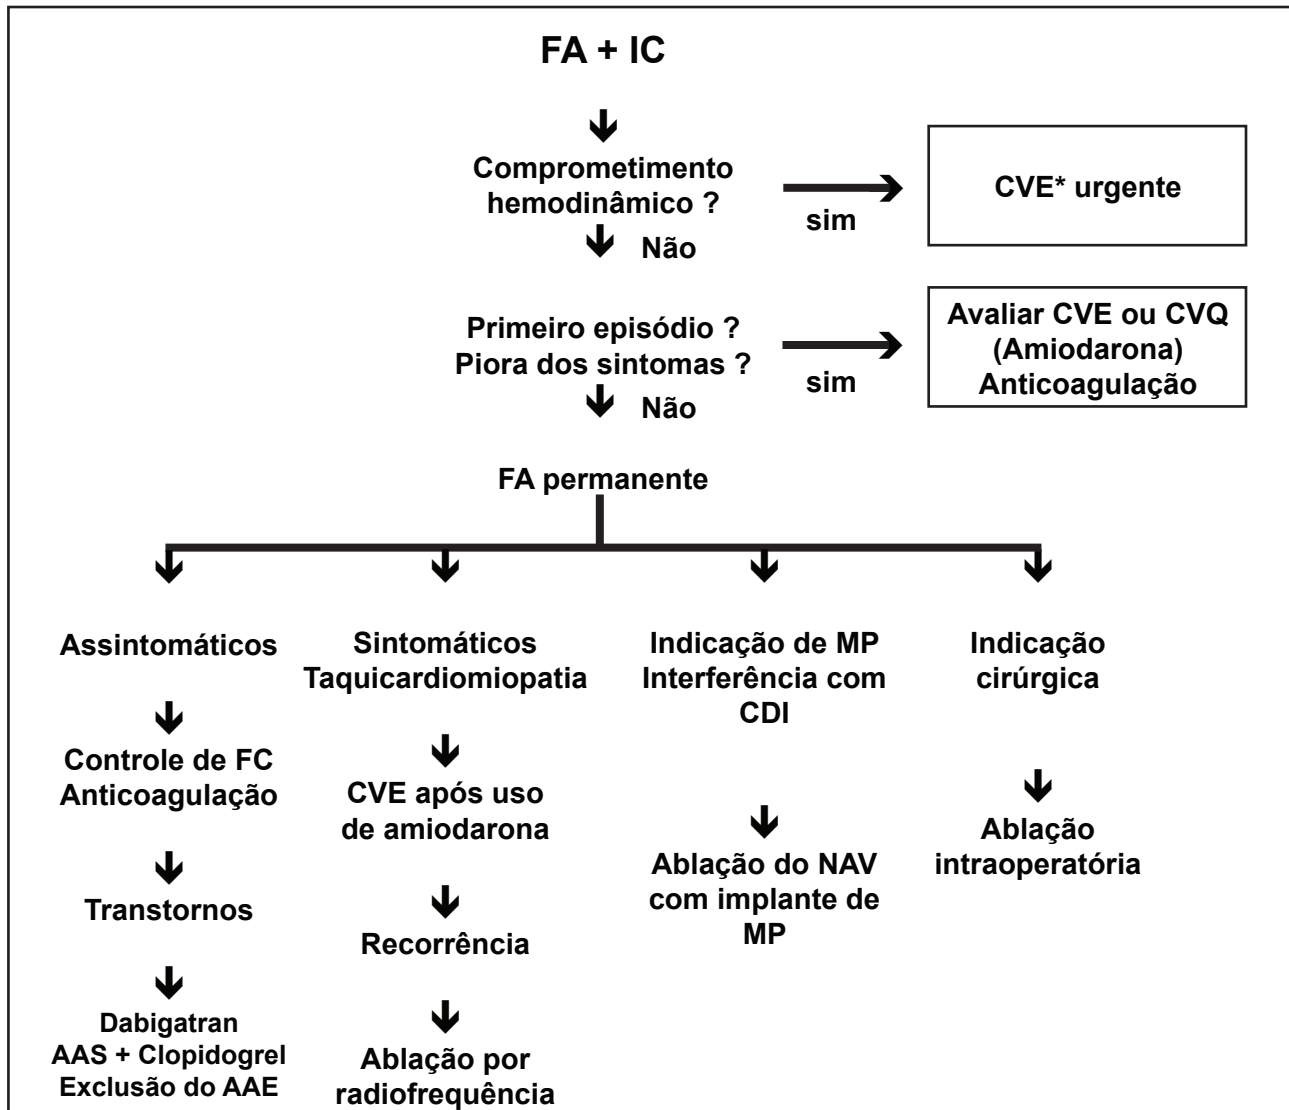 FA + IC
Comprometimento
hemodinâmico ?
sim
CVE* urgente
Não
Primeiro episódio ?
Piora dos sintomas ?
sim
Avaliar CVE ou CVQ
(Amiodarona)
Anticoagulação
Não
FA permanente
Assintomáticos
Controle de FC
Anticoagulação
Transtornos
Dabigatran
AAS + Clopidogrel
Exclusão do AAE
Sintomáticos
Taquicardiomiopatia
CVE após uso
de amiodarona
Recorrência
Ablação por
radiofrequência
Indicação de MP
Interferência com
CDI
Ablação do NAV
com implante de
MP
Indicação
cirúrgica
Ablação
intraoperatória